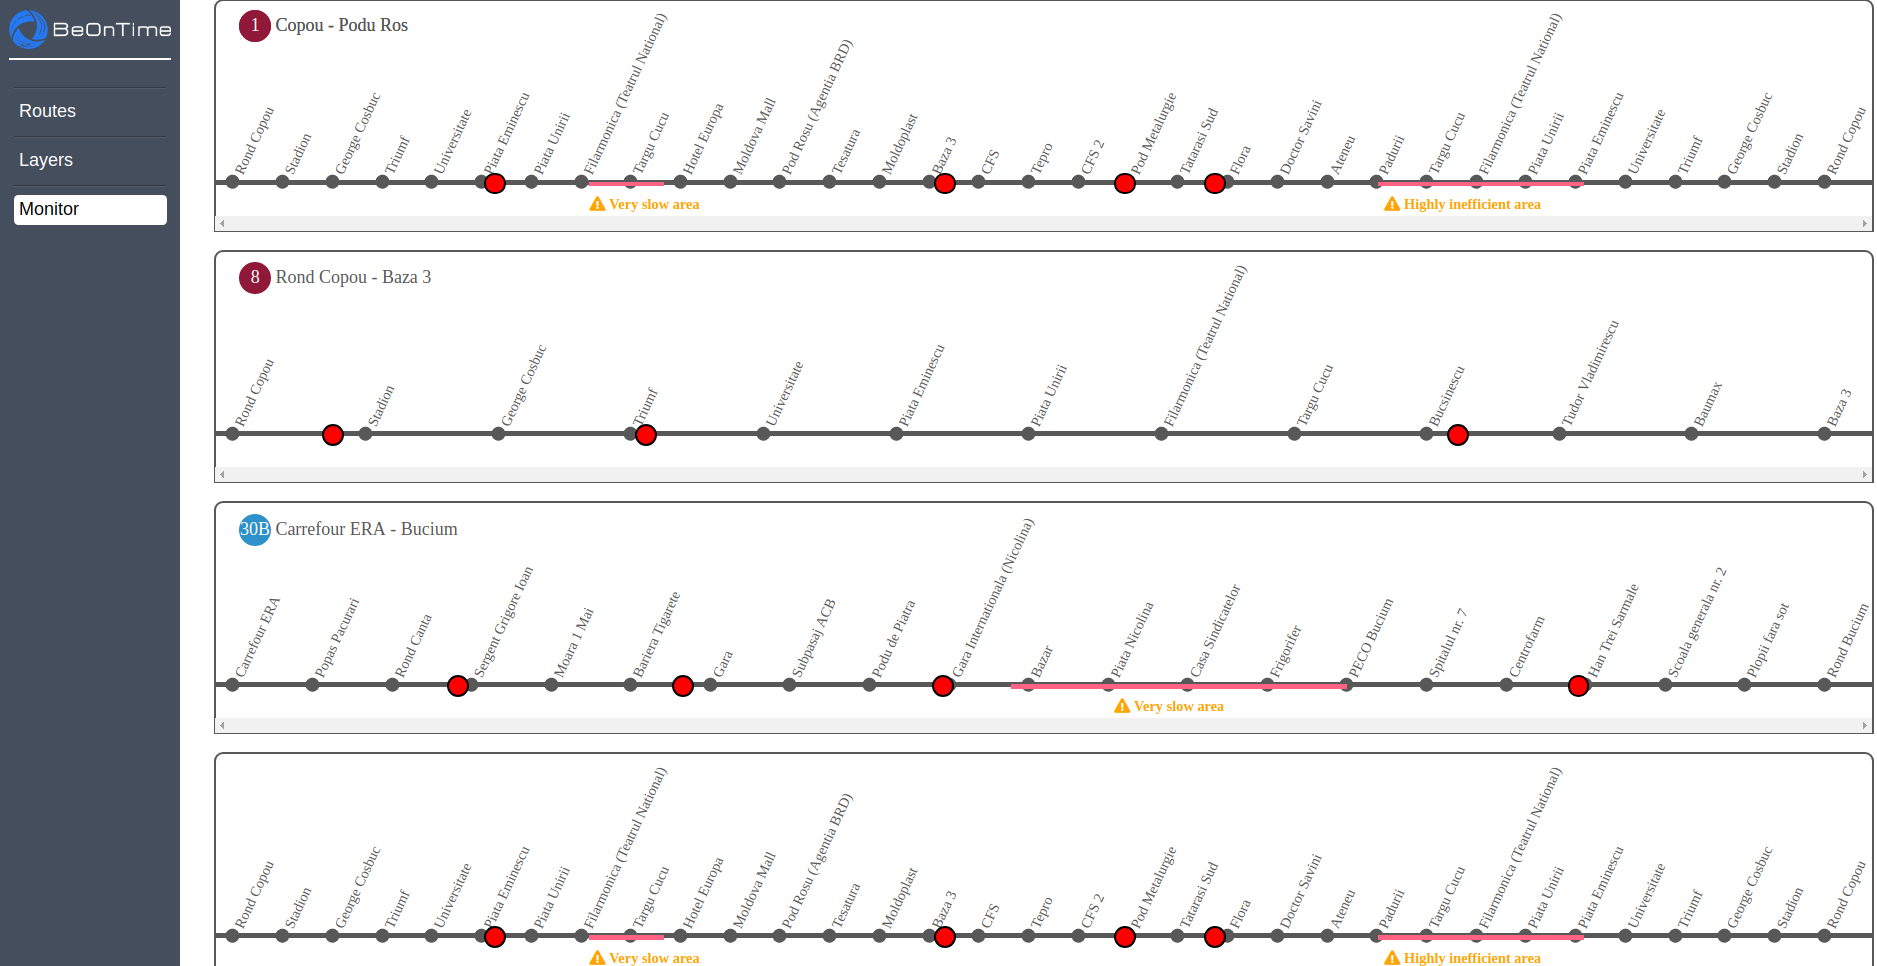 BeOnTime
Routes
Layers
Monitor
1 Copou - Podu Ros
Rond Copou
Stadion
George Cosbuc
Triumf
Universitate
Piata Eminescu
Piata Unirii
Filarmonica (Teatrul National)
Targu Cucu
Hotel Europa
Moldova Mall
Pod Rosu (Agentia BRD)
Tesatura
Moldoplast
Baza 3
CFS
Tepro
CFS 2
Pod Metalurgie
Tatarasi Sud
Flora
Doctor Savini
Ateneu
Padurii
Targu Cucu
Filarmonica (Teatrul National)
Piata Unirii
Piata Eminescu
Universitate
Triumf
George Cosbuc
Stadion
Rond Copou
Very slow area
Highly inefficient area
8 Rond Copou - Baza 3
Rond Copou
Stadion
George Cosbuc
Triumf
Universitate
Piata Eminescu
Piata Unirii
Filarmonica (Teatrul National)
Targu Cucu
Bucsinescu
Tudor Vladimirescu
Baumax
Baza 3
30B Carrefour ERA - Bucium
Carrefour ERA
Popas Pacurari
Rond Canta
Sergent Grigore Ioan
Moara 1 Mai
Bariera Tigarete
Gara
Subpasaj ACB
Podu de Piatra
Gara Internationala (Nicolina)
Bazar
Piata Nicolina
Casa Sindicatelor
Frigorifer
PECO Bucium
Spitalul nr. 7
Centrofarm
Han Trei Sarmale
Scoala generala nr. 2
Plopii fara sot
Rond Bucium
Very slow area
Rond Copou
Stadion
George Cosbuc
Triumf
Universitate
Piata Eminescu
Piata Unirii
Filarmonica (Teatrul National)
Targu Cucu
Hotel Europa
Moldova Mall
Pod Rosu (Agentia BRD)
Tesatura
Moldoplast
Baza 3
CFS
Tepro
CFS 2
Pod Metalurgie
Tatarasi Sud
Flora
Doctor Savini
Ateneu
Padurii
Targu Cucu
Filarmonica (Teatrul National)
Piata Unirii
Piata Eminescu
Universitate
Triumf
George Cosbuc
Stadion
Rond Copou
Very slow area
Highly inefficient area